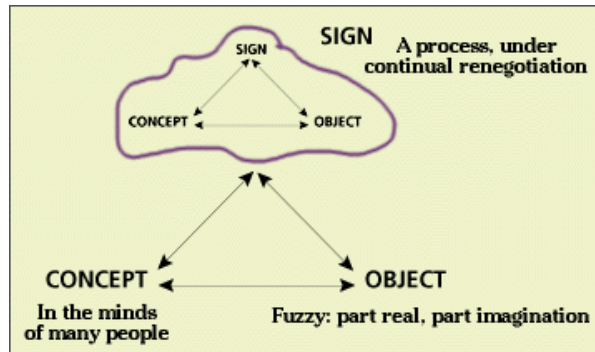 SIGN
SIGN
A process, under
continual renegotiation
CONCEPT
OBJECT
CONCEPT
OBJECT
In the minds
of many people
Fuzzy: part real, part imagination